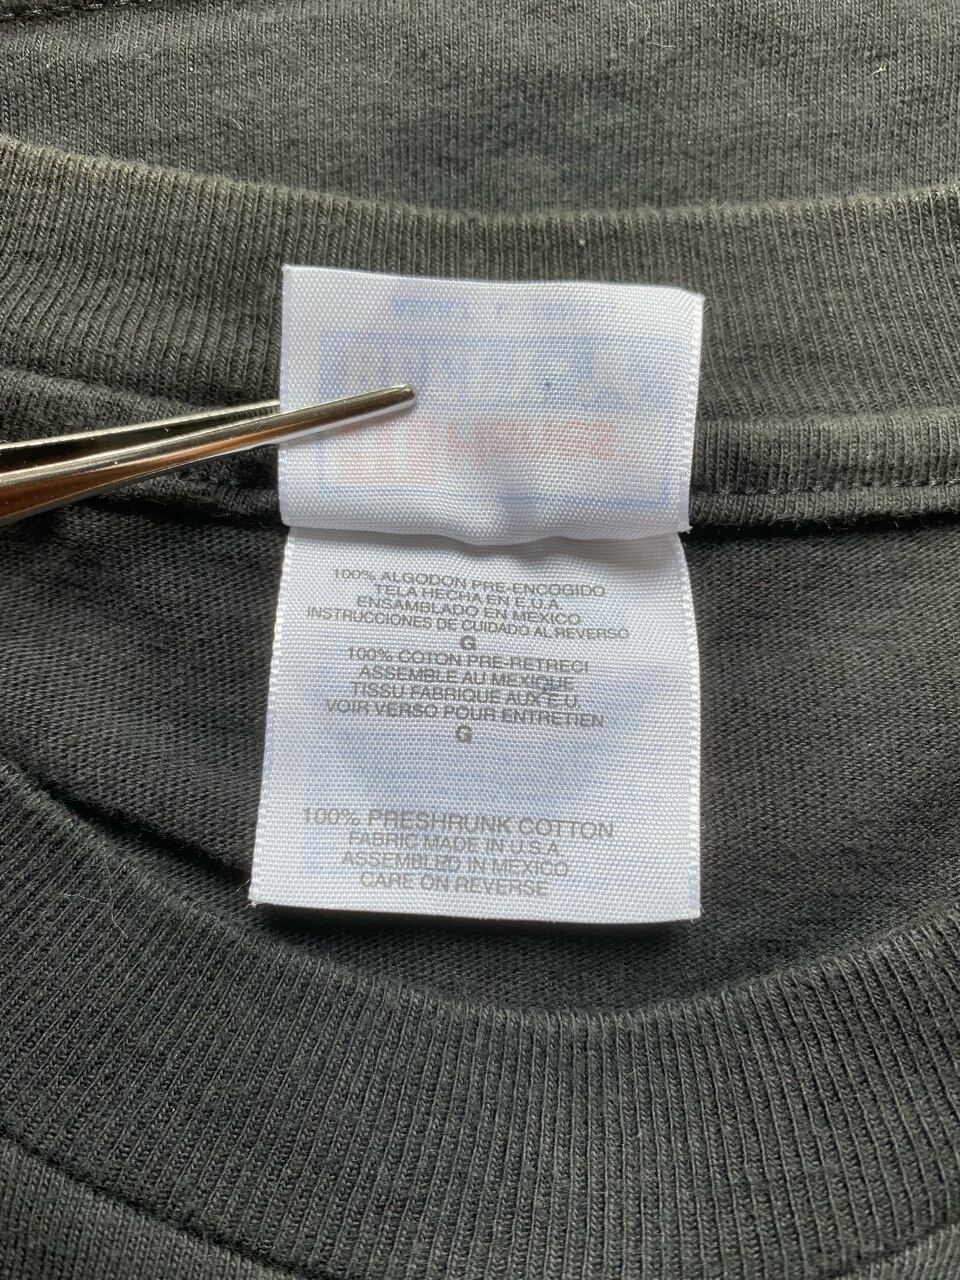 100% ALGODON PRE-ENCOGIDO
TELA HECHA EN E.U.A.
ENSAMBLADO EN MEXICO
INSTRUCCIONES DE CUIDADO AL REVERSO
G
100% COTON PRE-RETRECI
ASSEMBLE AU MEXIQUE
TISSU FABRIQUE AUX E.U.
VOIR VERSO POUR ENTRETIEN
G
100% PRESHRUNK COTTON
FABRIC MADE IN U.S.A.
ASSEMBLED IN MEXICO
CARE ON REVERSE